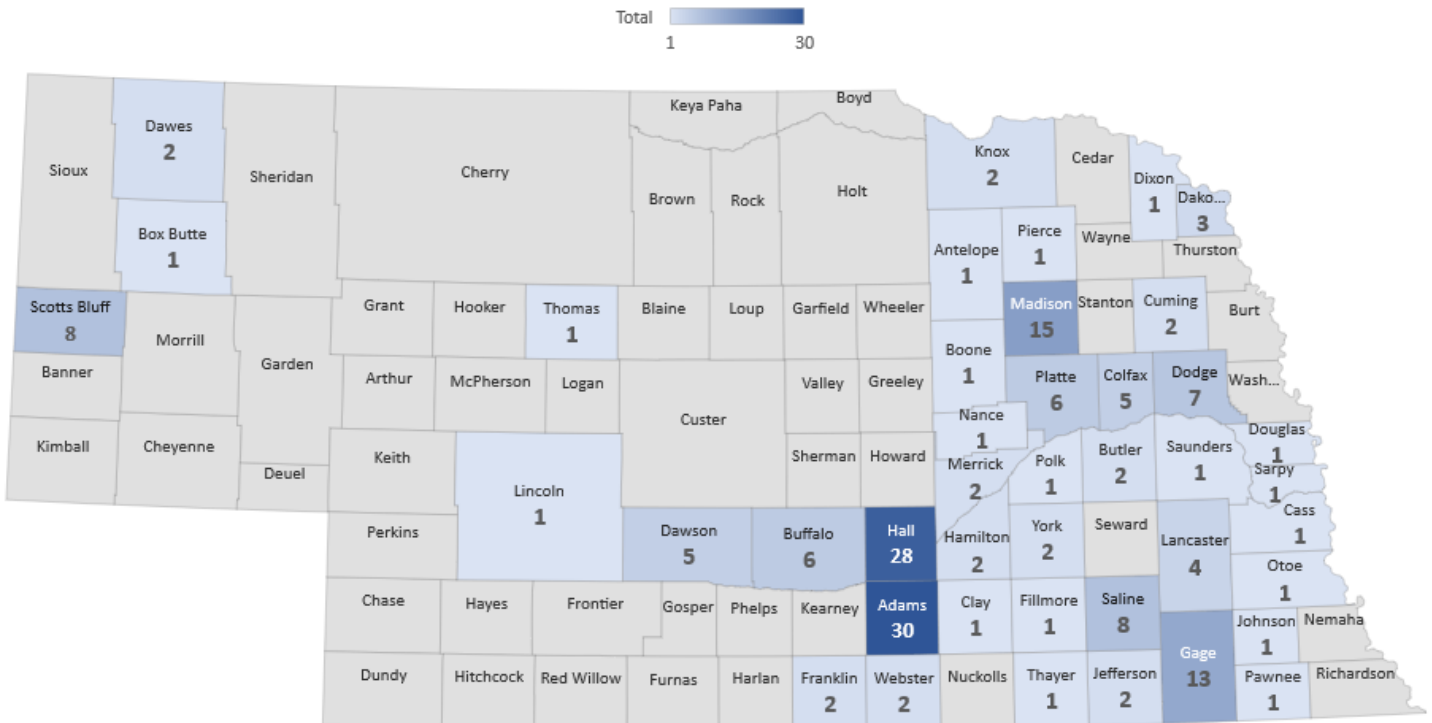 Total
1
30
Sioux
Dawes
2
Sheridan
Cherry
Keya Paha
Boyd
Brown
Rock
Holt
Knox
2
Cedar
Dixon
1
Dako...
3
Box Butte
1
Antelope
1
Pierce
1
Wayne
Thurston
Scotts Bluff
8
Morrill
Garden
Grant
Hooker
Thomas
1
Blaine
Loup
Garfield
Wheeler
Madison
15
Stanton
Cuming
2
Burt
Banner
Arthur
McPherson
Logan
Custer
Valley
Greeley
Boone
1
Platte
6
Colfax
5
Dodge
7
Wash...
Kimball
Cheyenne
Deuel
Keith
Lincoln
1
Sherman
Howard
Nance
1
Merrick
2
Polk
1
Butler
2
Saunders
1
Douglas
1
Sarpy
1
Perkins
Dawson
5
Buffalo
6
Hall
28
Hamilton
2
York
2
Seward
Lancaster
4
Cass
1
Otoe
1
Chase
Hayes
Frontier
Gosper
Phelps
Kearney
Adams
30
Clay
1
Fillmore
1
Saline
8
Gage
13
Johnson
1
Nemaha
Dundy
Hitchcock
Red Willow
Furnas
Harlan
Franklin
2
Webster
2
Nuckolls
Thayer
1
Jefferson
2
Pawnee
1
Richardson